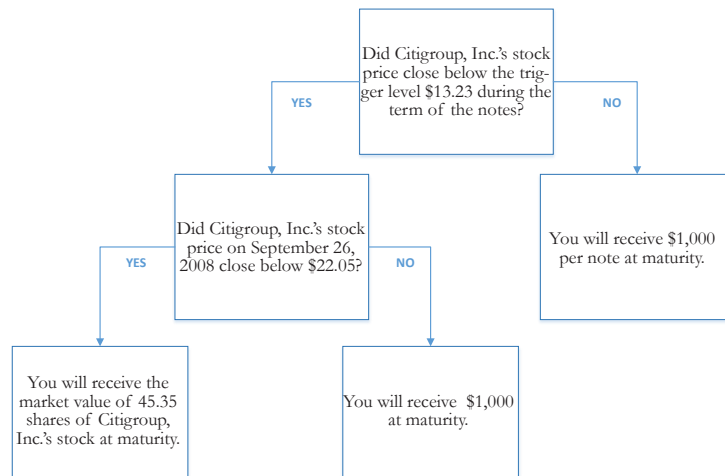 Did Citigroup, Inc.'s stock
price close below the trig-
ger level $13.23 during the
term of the notes?
YES
NO
Did Citigroup, Inc.'s stock
price on September 26,
2008 close below $22.05?
You will receive $1,000
per note at maturity.
YES
NO
You will receive the
market value of 45.35
shares of Citigroup,
Inc.'s stock at maturity.
You will receive $1,000
at maturity.